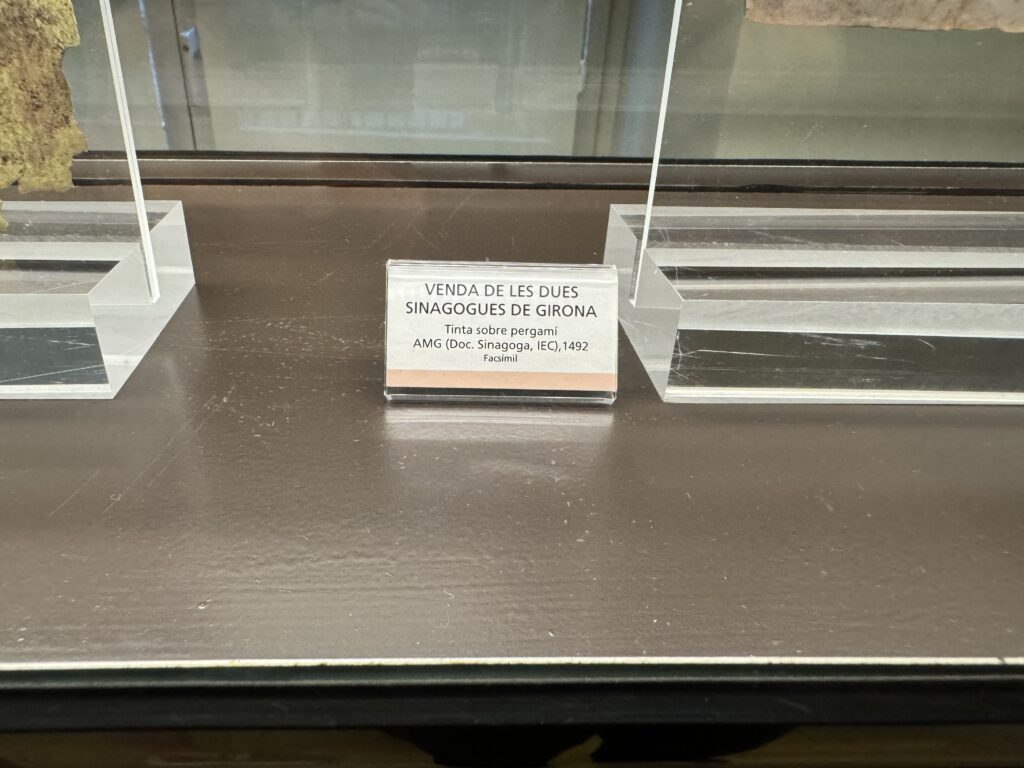 VENDA DE LES DUES
SINAGOGUES DE GIRONA
Tinta sobre pergamí
AMG (Doc. Sinagoga, IEC),1492
Facsímil